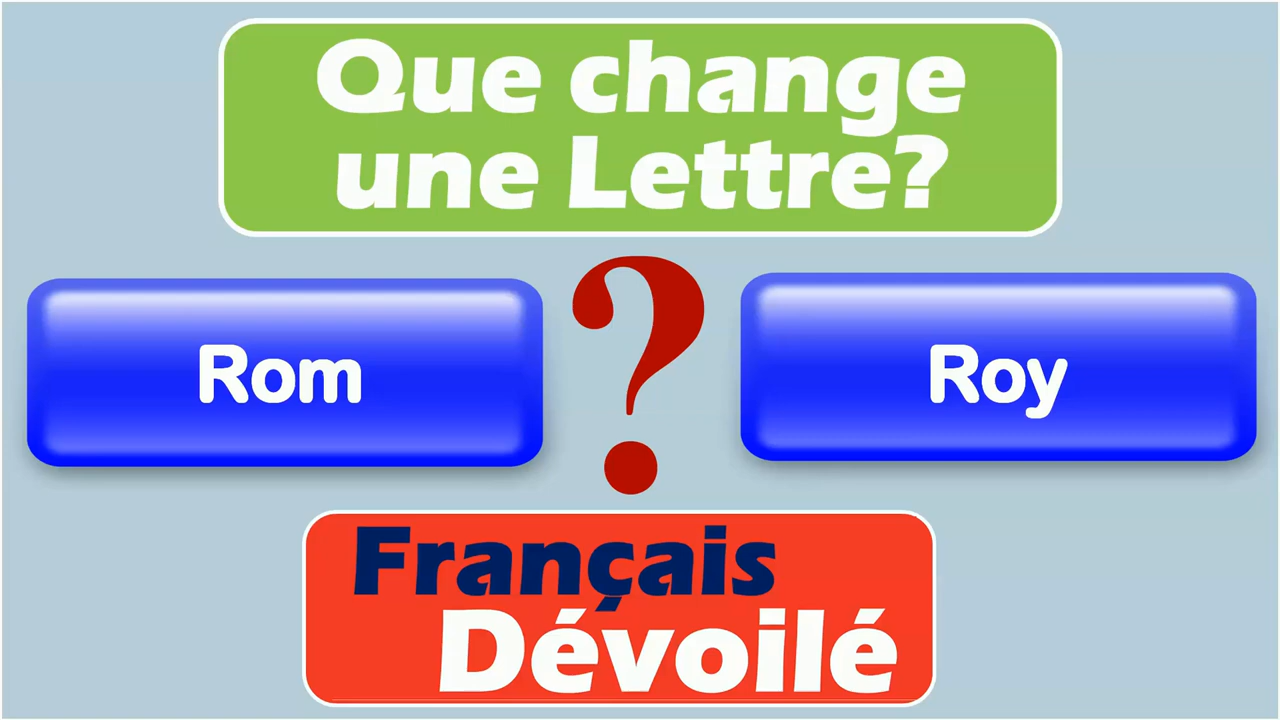 Que change
une Lettre?
Rom
?
Roy
Français
Dévoilé